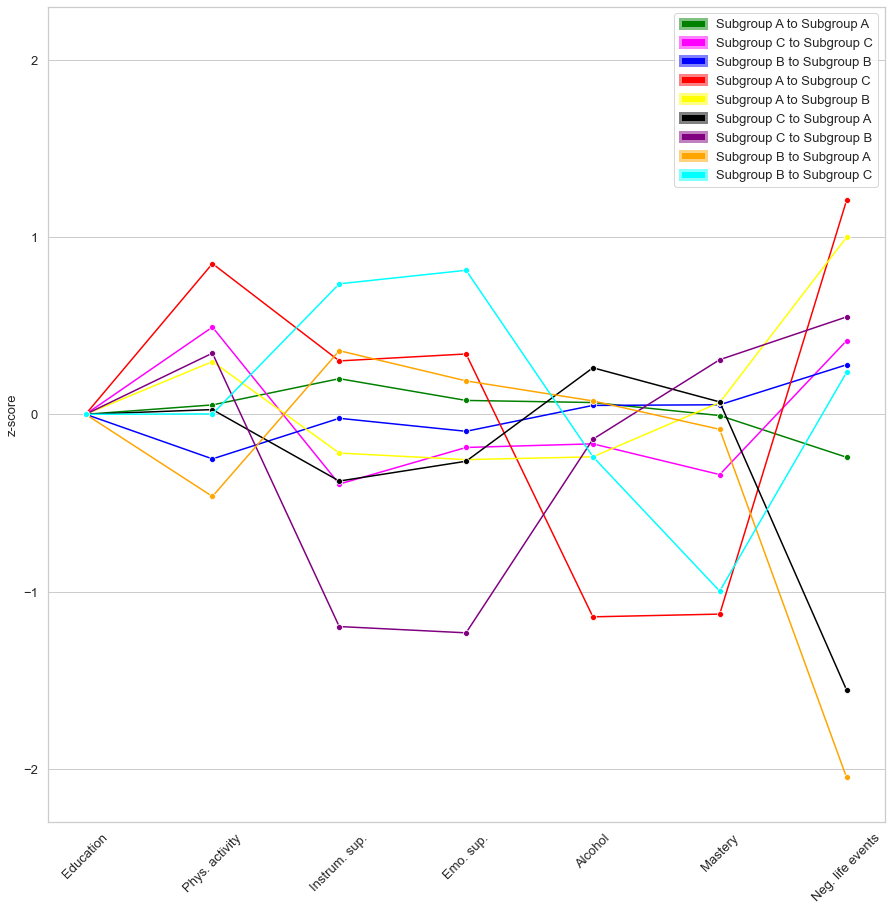 Subgroup A to Subgroup A
Subgroup C to Subgroup C
Subgroup B to Subgroup B
Subgroup A to Subgroup C
Subgroup A to Subgroup B
Subgroup C to Subgroup A
Subgroup C to Subgroup B
Subgroup B to Subgroup A
Subgroup B to Subgroup C
2
1
0
−1
−2
z-score
Education
Phys. activity
Instrum. sup.
Emo. sup.
Alcohol
Mastery
Neg. life events